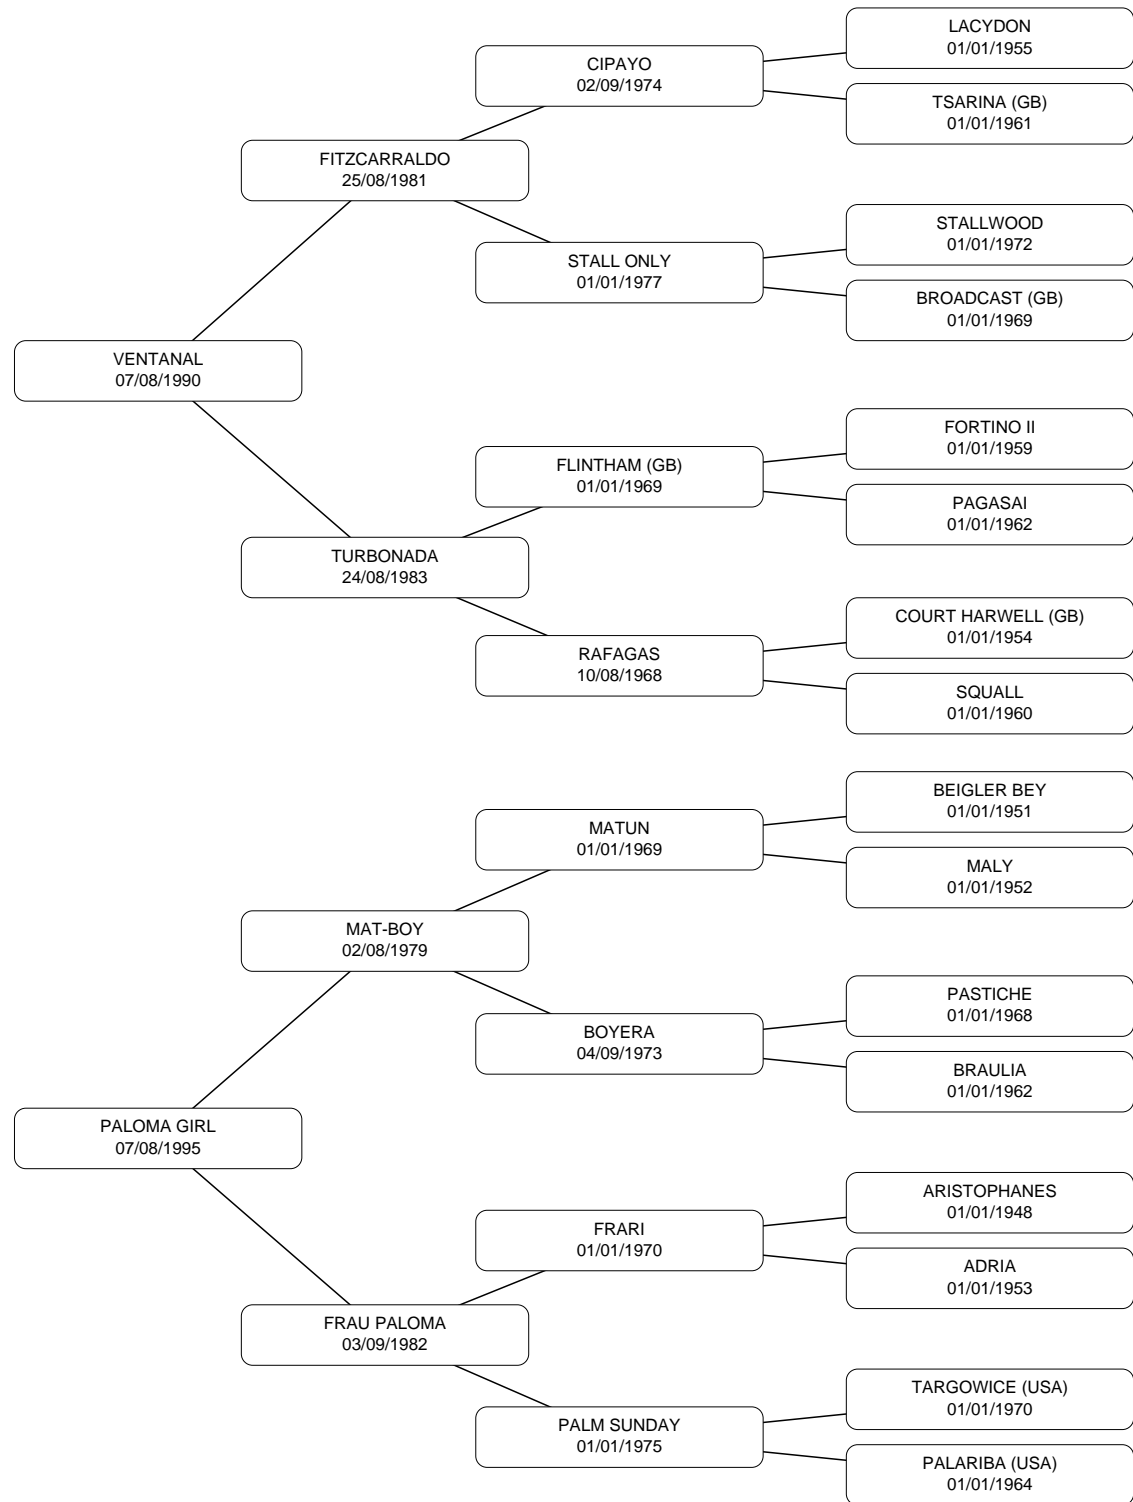 LACYDON
01/01/1955
CIPAYO
02/09/1974
TSARINA (GB)
01/01/1961
FITZCARRALDO
25/08/1981
STALLWOOD
01/01/1972
STALL ONLY
01/01/1977
BROADCAST (GB)
01/01/1969
VENTANAL
07/08/1990
FORTINO II
01/01/1959
FLINTHAM (GB)
01/01/1969
PAGASAI
01/01/1962
TURBONADA
24/08/1983
COURT HARWELL (GB)
01/01/1954
RAFAGAS
10/08/1968
SQUALL
01/01/1960
BEIGLER BEY
01/01/1951
MATUN
01/01/1969
MALY
01/01/1952
MAT-BOY
02/08/1979
PASTICHE
01/01/1968
BOYERA
04/09/1973
BRAULIA
01/01/1962
PALOMA GIRL
07/08/1995
ARISTOPHANES
01/01/1948
FRARI
01/01/1970
ADRIA
01/01/1953
FRAU PALOMA
03/09/1982
TARGOWICE (USA)
01/01/1970
PALM SUNDAY
01/01/1975
PALARIBA (USA)
01/01/1964